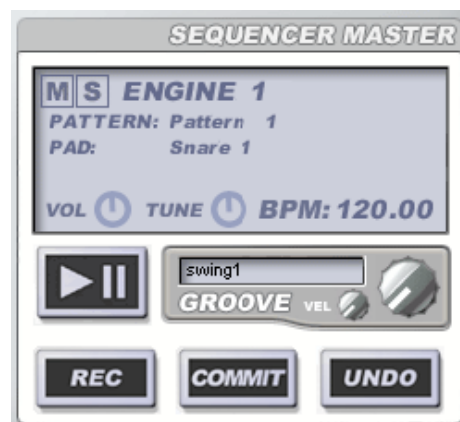 SEQUENCER MASTER
M S ENGINE 1
PATTERN: Pattern 1
PAD: Snare 1
VOL TUNE BPM: 120.00
swing1
GROOVE VEL
REC COMMIT UNDO